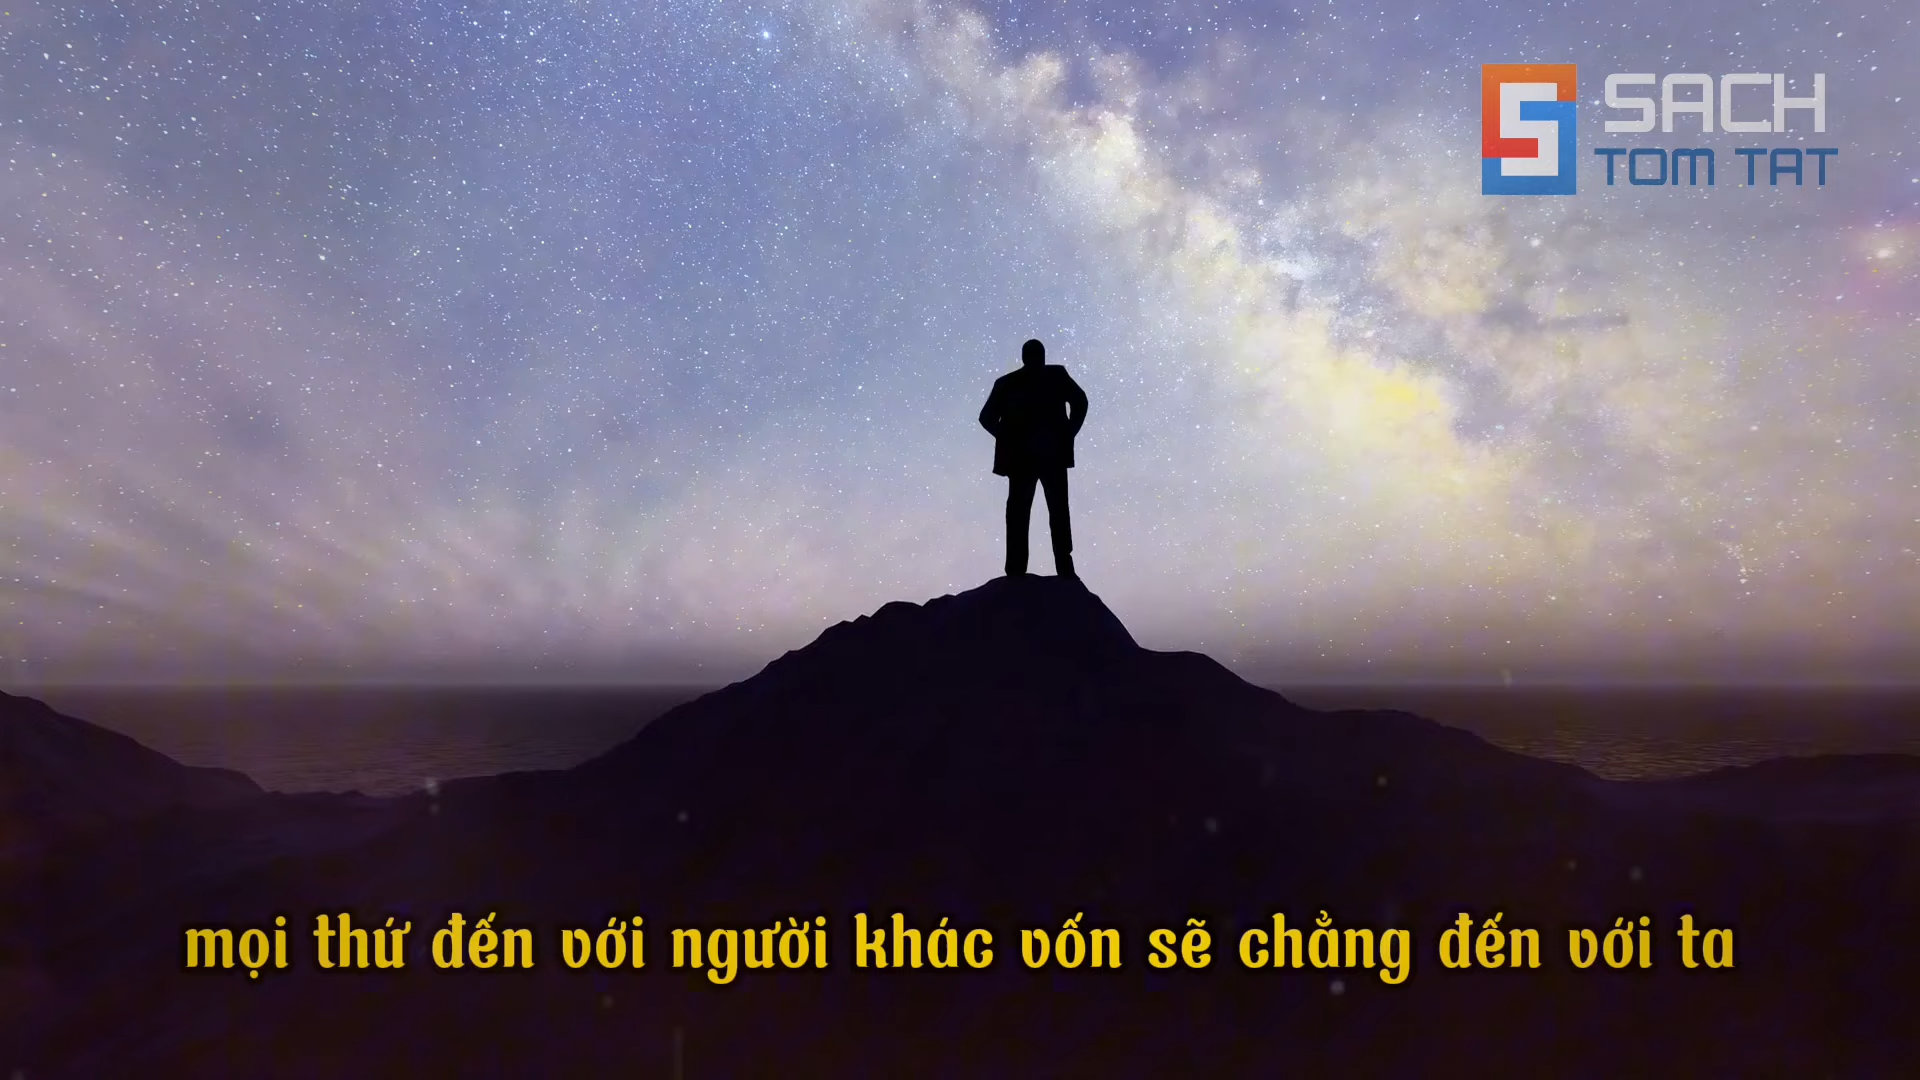 SACH
TOM TAT
mọi thứ đến với người khác vốn sẽ chẳng đến với ta